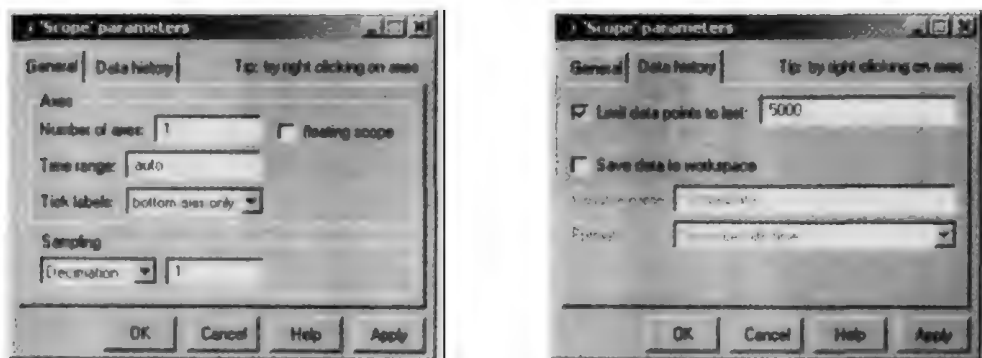 'Scope' parameters
General Data history Tip: try right clicking on axes
Axes
Number of axes: 1 floating scope
Time range: auto
Tick labels: bottom axis only
Sampling
Decimation 1
OK Cancel Help Apply
'Scope' parameters
General Data history Tip: try right clicking on axes
Limit data points to last: 5000
Save data to workspace
Format:
OK Cancel Help Apply